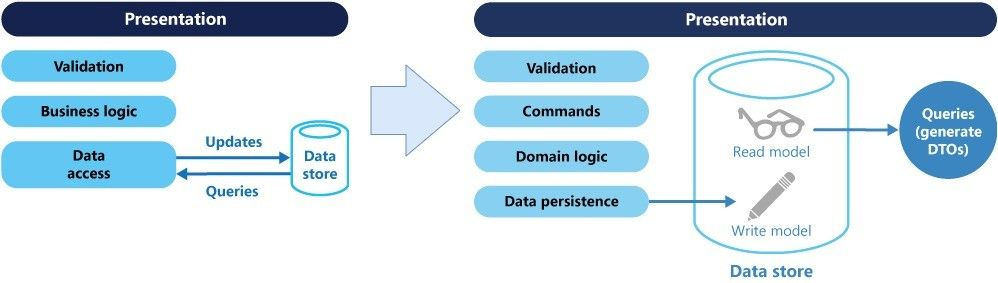 Presentation
Validation
Business logic
Data
access
Updates
Queries
Data
store
Presentation
Validation
Commands
Domain logic
Data persistence
Read model
Write model
Data store
Queries
(generate
DTOs)